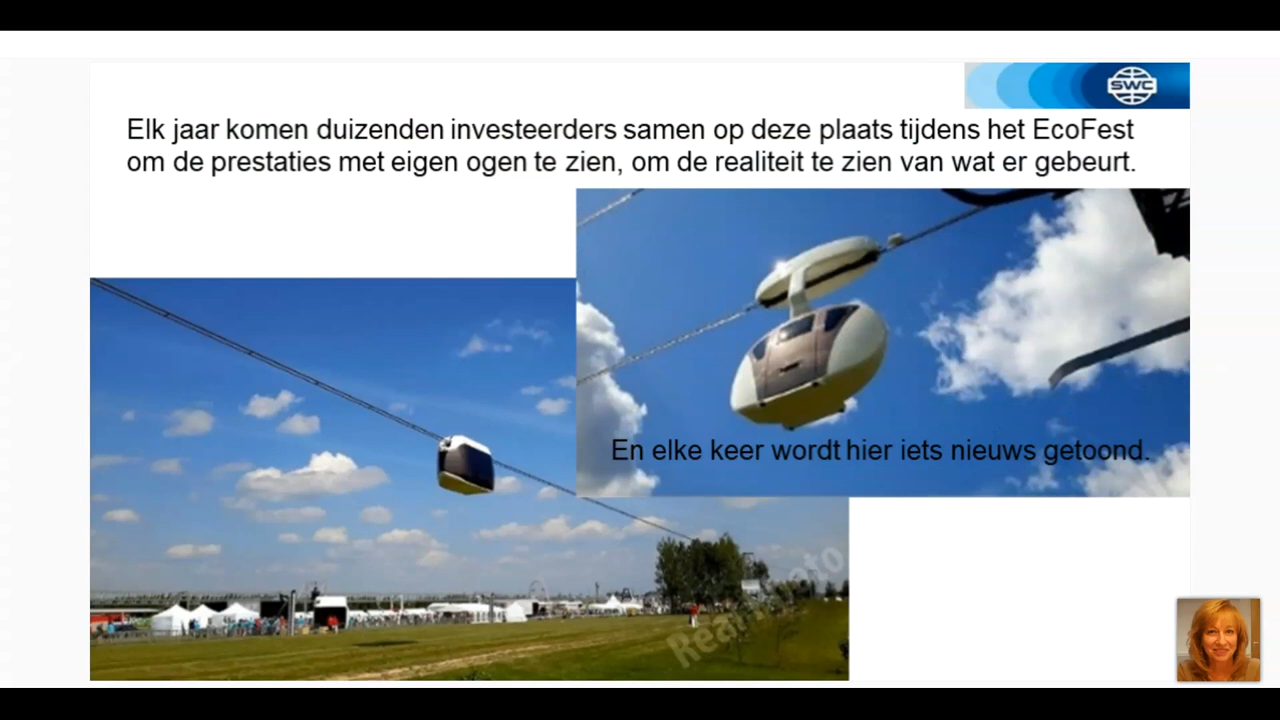 SWC
Elk jaar komen duizenden investeerders samen op deze plaats tijdens het EcoFest
om de prestaties met eigen ogen te zien, om de realiteit te zien van wat er gebeurt.
En elke keer wordt hier iets nieuws getoond.